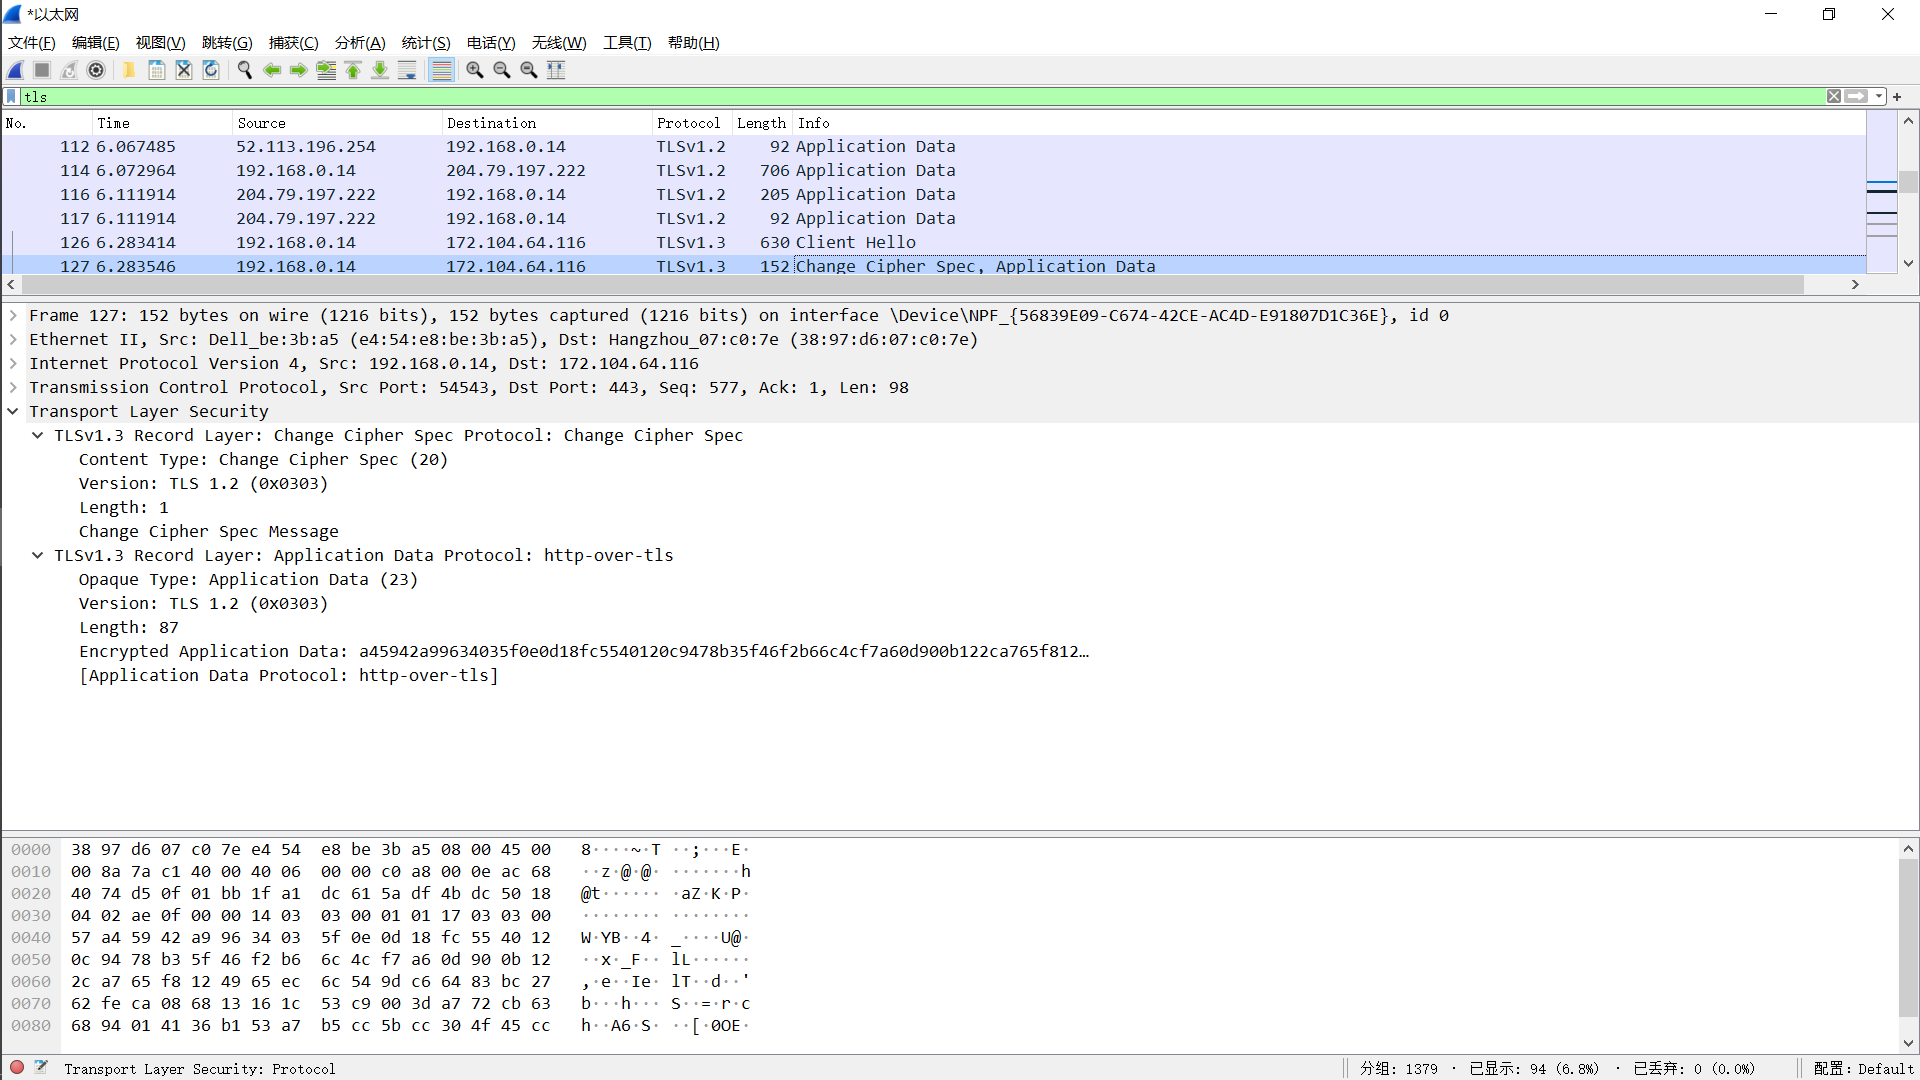 *以太网
文件(F) 编辑(E) 视图(V) 跳转(G) 捕获(C) 分析(A) 统计(S) 电话(Y) 无线(W) 工具(T) 帮助(H)
tls
No. Time Source Destination Protocol Length Info
112 6.067485 52.113.196.254 192.168.0.14 TLSv1.2 92 Application Data
114 6.072964 192.168.0.14 204.79.197.222 TLSv1.2 706 Application Data
116 6.111914 204.79.197.222 192.168.0.14 TLSv1.2 205 Application Data
117 6.111914 204.79.197.222 192.168.0.14 TLSv1.2 92 Application Data
126 6.283414 192.168.0.14 172.104.64.116 TLSv1.3 630 Client Hello
127 6.283546 192.168.0.14 172.104.64.116 TLSv1.3 152 Change Cipher Spec, Application Data
Frame 127: 152 bytes on wire (1216 bits), 152 bytes captured (1216 bits) on interface \Device\NPF_{56839E09-C674-42CE-AC4D-E91807D1C36E}, id 0
Ethernet II, Src: Dell_be:3b:a5 (e4:54:e8:be:3b:a5), Dst: Hangzhou_07:c0:7e (38:97:d6:07:c0:7e)
Internet Protocol Version 4, Src: 192.168.0.14, Dst: 172.104.64.116
Transmission Control Protocol, Src Port: 54543, Dst Port: 443, Seq: 577, Ack: 1, Len: 98
Transport Layer Security
TLSv1.3 Record Layer: Change Cipher Spec Protocol: Change Cipher Spec
Content Type: Change Cipher Spec (20)
Version: TLS 1.2 (0x0303)
Length: 1
Change Cipher Spec Message
TLSv1.3 Record Layer: Application Data Protocol: http-over-tls
Opaque Type: Application Data (23)
Version: TLS 1.2 (0x0303)
Length: 87
Encrypted Application Data: a45942a99634035f0e0d18fc5540120c9478b35f46f2b66c4cf7a60d900b122ca765f812…
[Application Data Protocol: http-over-tls]
0000 38 97 d6 07 c0 7e e4 54 e8 be 3b a5 08 00 45 00 8····~·T ··;···E·
0010 00 8a 7a c1 40 00 40 06 00 00 c0 a8 00 0e ac 68 ··z·@·@· ·······h
0020 40 74 d5 0f 01 bb 1f a1 dc 61 5a df 4b dc 50 18 @t······ ·aZ·K·P·
0030 04 02 ae 0f 00 00 14 03 03 00 01 01 17 03 03 00 ········ ········
0040 57 a4 59 42 a9 96 34 03 5f 0e 0d 18 fc 55 40 12 W·YB··4· _····U@·
0050 0c 94 78 b3 5f 46 f2 b6 6c 4c f7 a6 0d 90 0b 12 ··x·_F·· lL······
0060 2c a7 65 f8 12 49 65 ec 6c 54 9d c6 64 83 bc 27 ,·e··Ie· lT··d··'
0070 62 fe ca 08 68 13 16 1c 53 c9 00 3d a7 72 cb 63 b···h··· S··=·r·c
0080 68 94 01 41 36 b1 53 a7 b5 cc 5b cc 30 4f 45 cc h··A6·S· ··[·0OE·
Transport Layer Security: Protocol 分组: 1379 · 已显示: 94 (6.8%) · 已丢弃: 0 (0.0%) 配置: Default